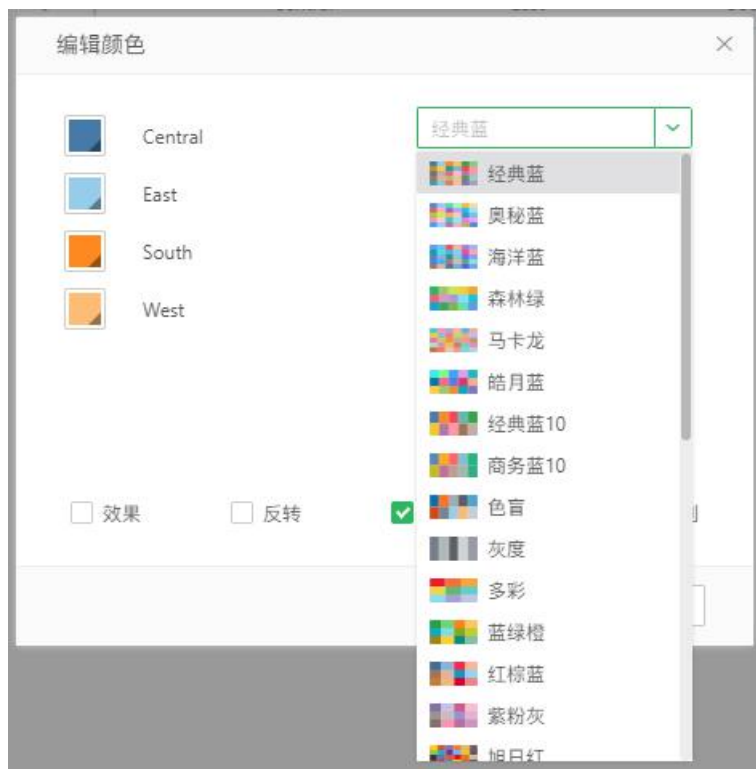 编辑颜色
Central
East
South
West
经典蓝
经典蓝
奥秘蓝
海洋蓝
森林绿
马卡龙
皓月蓝
经典蓝10
商务蓝10
色盲
灰度
多彩
蓝绿橙
红棕蓝
紫粉灰
旭日红
效果
反转